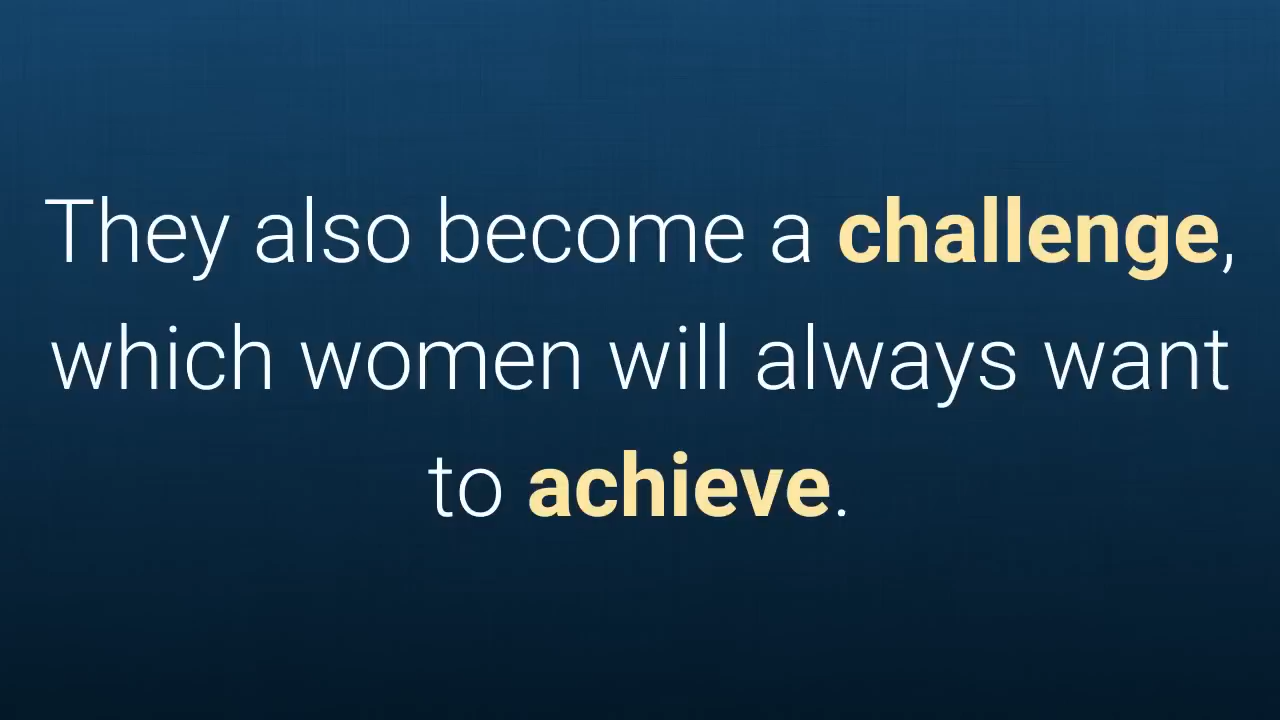 They also become a challenge,
which women will always want
to achieve.